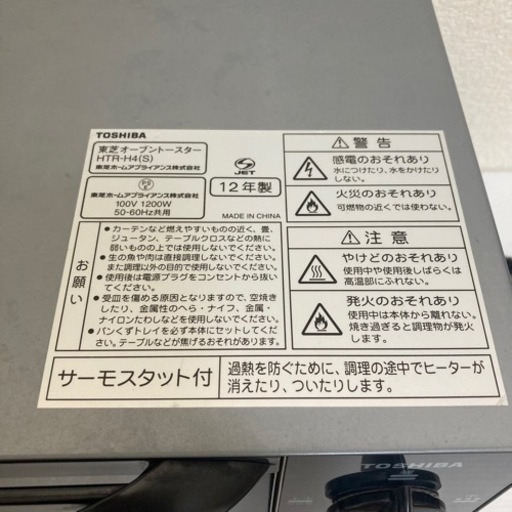 TOSHIBA
東芝オーブントースター
HTR-H4(S)
東芝ホームアプライアンス株式会社
JET
東芝ホームアプライアンス株式会社
100V 1200W
50-60Hz共用
12年製
MADE IN CHINA
お願い
●カーテンなど燃えやすいものの近く、畳、
ジュータン、テーブルクロスなどの熱に
弱いものの上では使用しないでください。
●生の魚や肉は直接調理しないでください。
また調理以外の目的で使用しないでください。
●使用後は電源プラグをコンセントから抜い
てください。
●受皿を傷める原因となりますので、空焼き
したり、金属性のへら・ナイフ、金属・
ナイロンたわしなどを使用しないでください。
●パンくずトレイを必ず本体にセットしてくだ
さい。テーブルなどが焦げるおそれがあります。
警告
感電のおそれあり
水につけたり、水をかけたり
しない。
火災のおそれあり
可燃物の近くでは使わない。
注意
やけどのおそれあり
使用中や使用後しばらくは
高温部にふれない。
発火のおそれあり
使用中は本体から離れない。
焼き過ぎると調理物が発火
します。
サーモスタット付
過熱を防ぐために、調理の途中でヒーターが
消えたり、ついたりします。
TOSHIBA